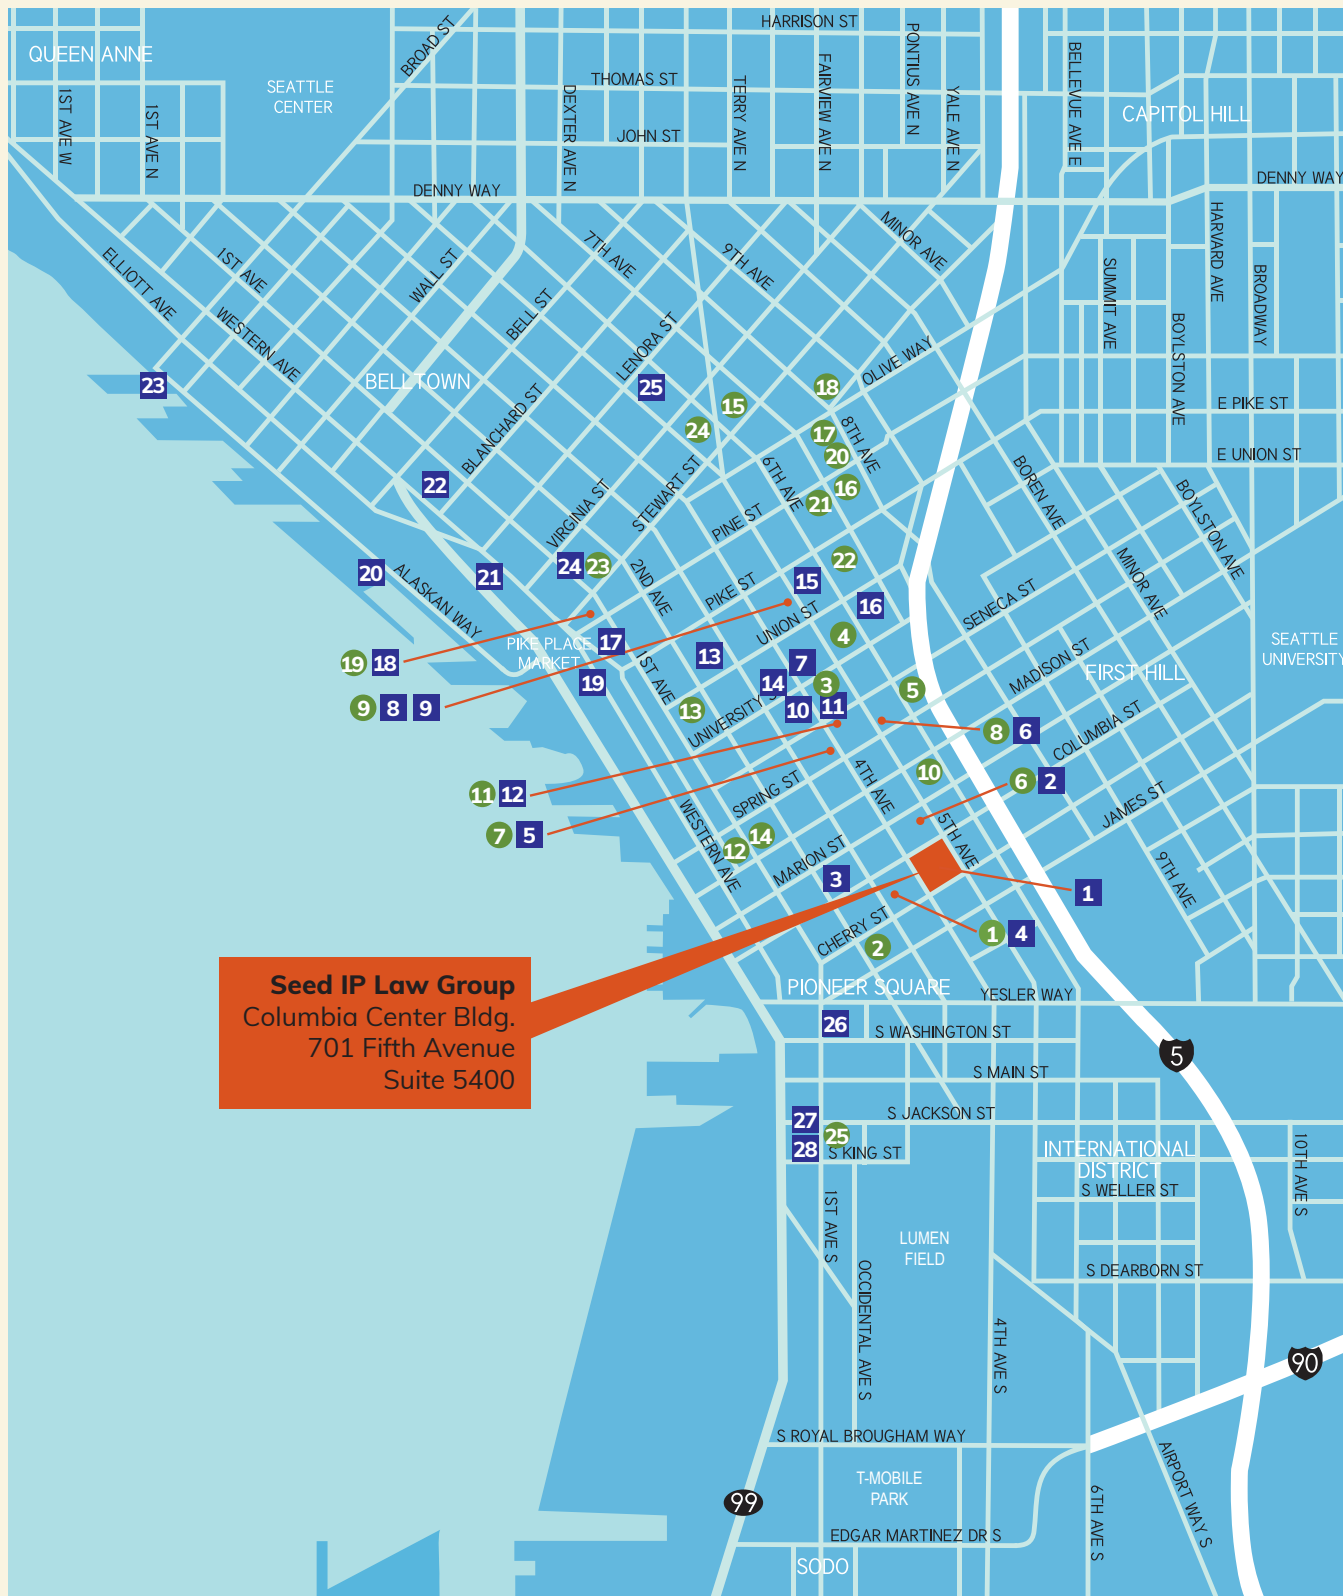 HARRISON ST
BROAD ST
QUEEN ANNE
SEATTLE
CENTER
THOMAS ST
JOHN ST
DENNY WAY
1ST AVE W
1ST AVE N
DEXTER AVE N
TERRY AVE N
FAIRVIEW AVE N
PONTIUS AVE N
YALE AVE N
BELLEVUE AVE E
CAPITOL HILL
DENNY WAY
ELLIOTT AVE
1ST AVE
WESTERN AVE
WALL ST
BELL ST
7TH AVE
9TH AVE
MINOR AVE
HARVARD AVE
SUMMIT AVE
BROADWAY
BOYLSTON AVE
LENORA ST
OLIVE WAY
BELLTOWN
BLANCHARD ST
E PIKE ST
E UNION ST
23
25
18
15
24
17
20
8TH AVE
22
16
21
6TH AVE
STEWART ST
VIRGINIA ST
PINE ST
BOREN AVE
BOYLSTON AVE
MINOR AVE
20
ALASKAN WAY
21
24
23
2ND AVE
PIKE ST
15
22
16
UNION ST
4
SENECA ST
SEATTLE
UNIVERSITY
PIKE PLACE
MARKET
17
19
18
13
7
1ST AVE
19
14
3
5
MADISON ST
FIRST HILL
9
8
9
13
10
11
UNIVERSITY S
8
6
COLUMBIA ST
11
12
SPRING ST
4TH AVE
10
6
2
JAMES ST
7
5
WESTERN AVE
12
14
MARION ST
5TH AVE
9TH AVE
3
1
CHERRY ST
2
1
4
Seed IP Law Group
Columbia Center Bldg.
701 Fifth Avenue
Suite 5400
PIONEER SQUARE
YESLER WAY
26
S WASHINGTON ST
5
S MAIN ST
27
S JACKSON ST
25
28
S KING ST
INTERNATIONAL
DISTRICT
10TH AVE S
S WELLER ST
1ST AVE S
LUMEN
FIELD
OCCIDENTAL AVE S
S DEARBORN ST
4TH AVE S
90
S ROYAL BROUGHAM WAY
T-MOBILE
PARK
99
6TH AVE S
AIRPORT WAY S
EDGAR MARTINEZ DR S
SODO